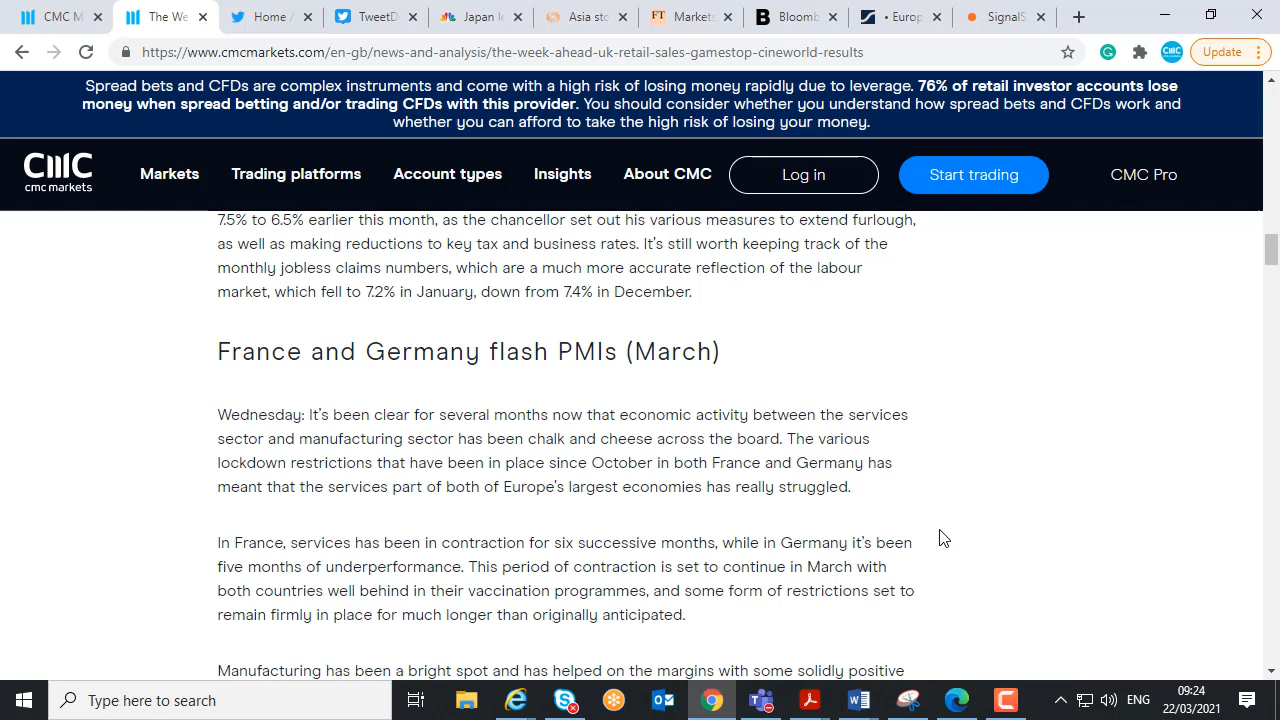 CMC M
The We
Home /
TweetD
Japan I
Asia sto
FT
Markets
B
Bloomb
• Europ
SignalS
https://www.cmcmarkets.com/en-gb/news-and-analysis/the-week-ahead-uk-retail-sales-gamestop-cineworld-results
Update
Spread bets and CFDs are complex instruments and come with a high risk of losing money rapidly due to leverage. 76% of retail investor accounts lose
money when spread betting and/or trading CFDs with this provider. You should consider whether you understand how spread bets and CFDs work and
whether you can afford to take the high risk of losing your money.
CMC
cmc markets
Markets Trading platforms Account types Insights About CMC Log in Start trading CMC Pro
7.5% to 6.5% earlier this month, as the chancellor set out his various measures to extend furlough,
as well as making reductions to key tax and business rates. It's still worth keeping track of the
monthly jobless claims numbers, which are a much more accurate reflection of the labour
market, which fell to 7.2% in January, down from 7.4% in December.
France and Germany flash PMIs (March)
Wednesday: It's been clear for several months now that economic activity between the services
sector and manufacturing sector has been chalk and cheese across the board. The various
lockdown restrictions that have been in place since October in both France and Germany has
meant that the services part of both of Europe's largest economies has really struggled.
In France, services has been in contraction for six successive months, while in Germany it's been
five months of underperformance. This period of contraction is set to continue in March with
both countries well behind in their vaccination programmes, and some form of restrictions set to
remain firmly in place for much longer than originally anticipated.
Manufacturing has been a bright spot and has helped on the margins with some solidly positive
Type here to search
ENG
09:24
22/03/2021